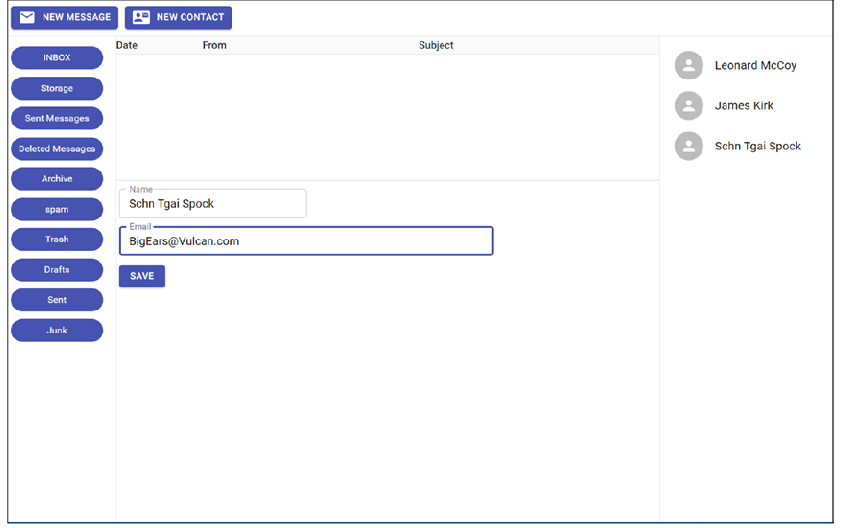 NEW MESSAGE NEW CONTACT
INBOX
Storage
Sent Messages
Deleted Messages
Archive
spam
Trash
Drafts
Sent
Junk
Date From Subject
Name
Schn Tgai Spock
Email
BigEars@Vulcan.com
SAVE
Leonard McCoy
James Kirk
Schn Tgai Spock